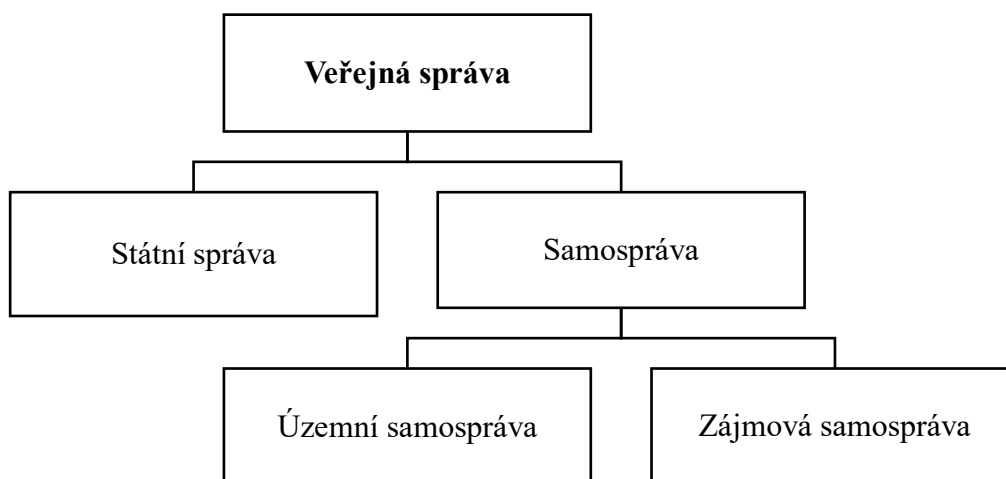 Veřejná správa
Státní správa
Samospráva
Územní samospráva
Zájmová samospráva